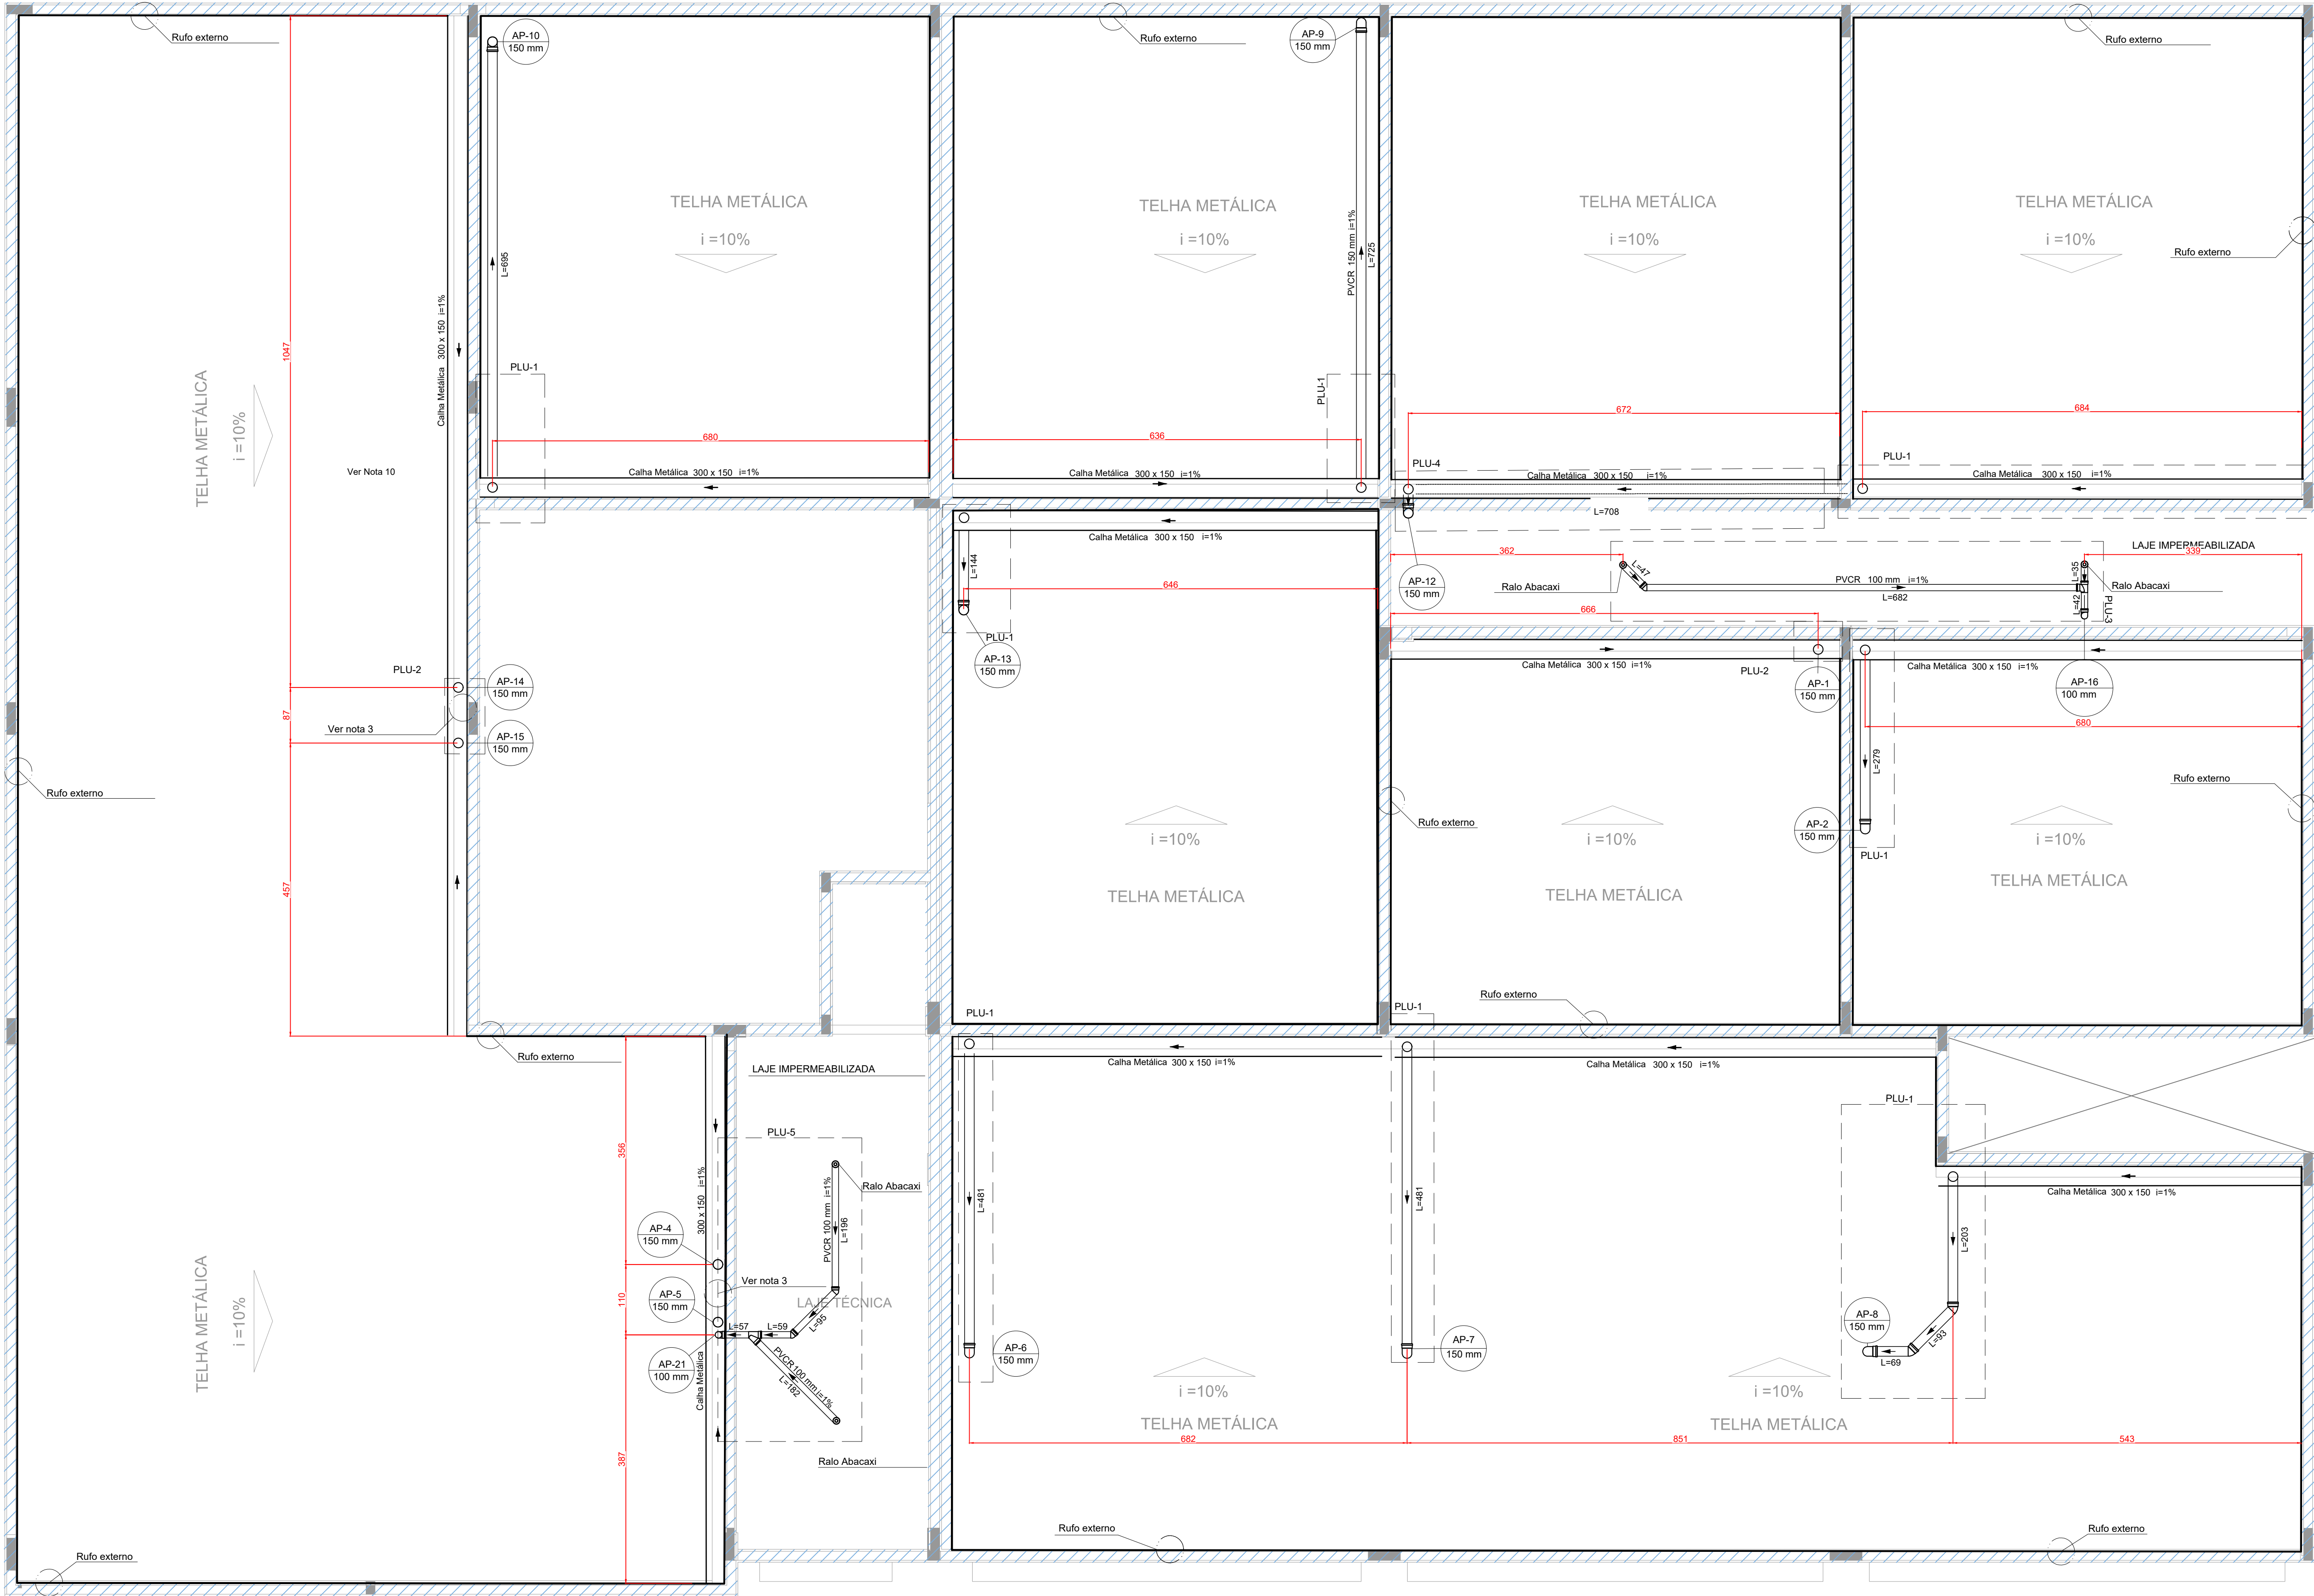 Rufo externo
AP-10
150 mm
Rufo externo
AP-9
150 mm
Rufo externo
TELHA METÁLICA
i =10%
TELHA METÁLICA
i =10%
TELHA METÁLICA
i =10%
TELHA METÁLICA
i =10%
Rufo externo
L=695
PVCR 150 mm i=1%
L=725
1047
Calha Metálica 300 x 150 i=1%
TELHA METÁLICA
i =10%
Ver Nota 10
PLU-1
PLU-1
680
636
672
684
Calha Metálica 300 x 150 i=1%
Calha Metálica 300 x 150 i=1%
PLU-4
Calha Metálica 300 x 150 i=1%
PLU-1
Calha Metálica 300 x 150 i=1%
L=708
Calha Metálica 300 x 150 i=1%
L=144
646
PLU-1
AP-13
150 mm
AP-12
150 mm
362
Ralo Abacaxi
L=47
PVCR 100 mm i=1%
L=682
LAJE IMPERMEABILIZADA
339
L=35
L=42
Ralo Abacaxi
PLU-3
666
Calha Metálica 300 x 150 i=1%
PLU-2
AP-1
150 mm
Calha Metálica 300 x 150 i=1%
AP-16
100 mm
680
L=279
AP-2
150 mm
PLU-1
Rufo externo
PLU-2
AP-14
150 mm
87
Ver nota 3
AP-15
150 mm
Rufo externo
457
i =10%
TELHA METÁLICA
Rufo externo
i =10%
TELHA METÁLICA
i =10%
TELHA METÁLICA
PLU-1
PLU-1
Rufo externo
Rufo externo
LAJE IMPERMEABILIZADA
Calha Metálica 300 x 150 i=1%
Calha Metálica 300 x 150 i=1%
PLU-1
PLU-5
356
300 x 150 i=1%
Calha Metálica
PVCR 100 mm i=1%
L=196
Ralo Abacaxi
AP-4
150 mm
Ver nota 3
AP-5
150 mm
110
LAJE TÉCNICA
L=57
L=59
L=95
AP-21
100 mm
PVCR 100 mm i=1%
L=182
387
Ralo Abacaxi
TELHA METÁLICA
i =10%
L=481
AP-6
150 mm
L=481
AP-7
150 mm
Calha Metálica 300 x 150 i=1%
L=203
AP-8
150 mm
L=93
L=69
i =10%
TELHA METÁLICA
i =10%
TELHA METÁLICA
682
851
543
Rufo externo
Rufo externo
Rufo externo